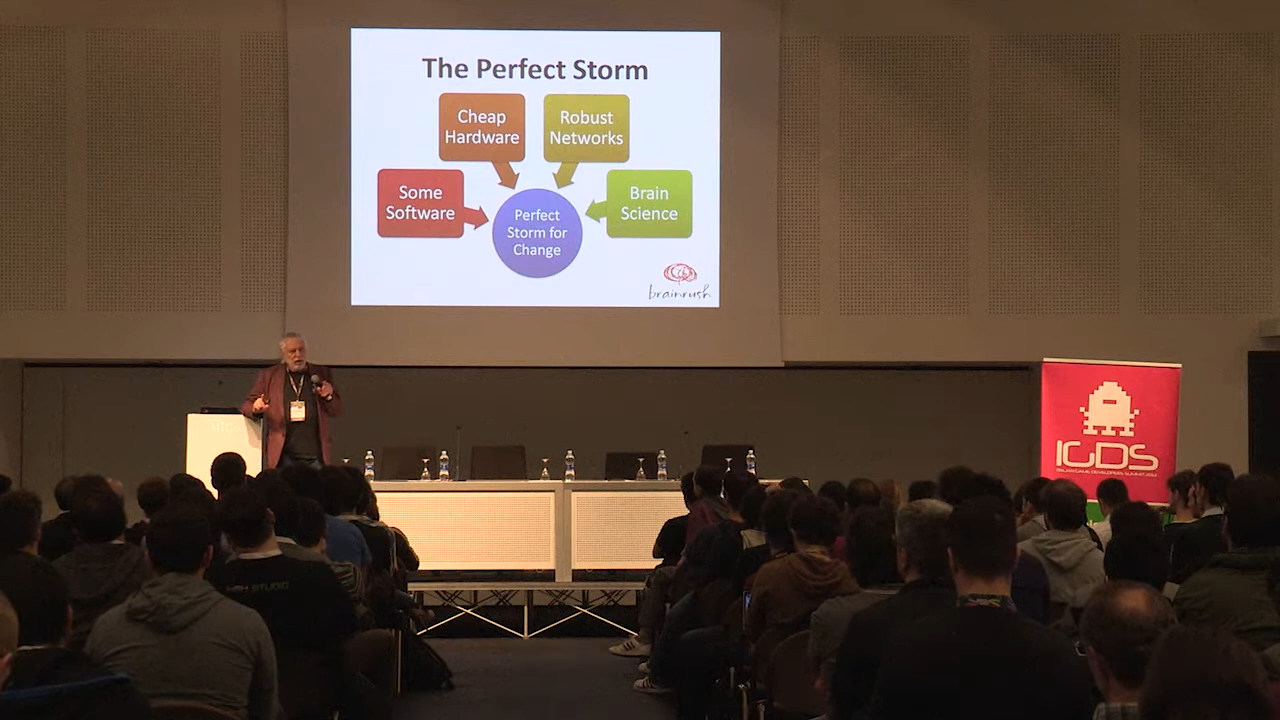 The Perfect Storm
Cheap
Hardware
Robust
Networks
Some
Software
Brain
Science
Perfect
Storm for
Change
brainrush
IGDS